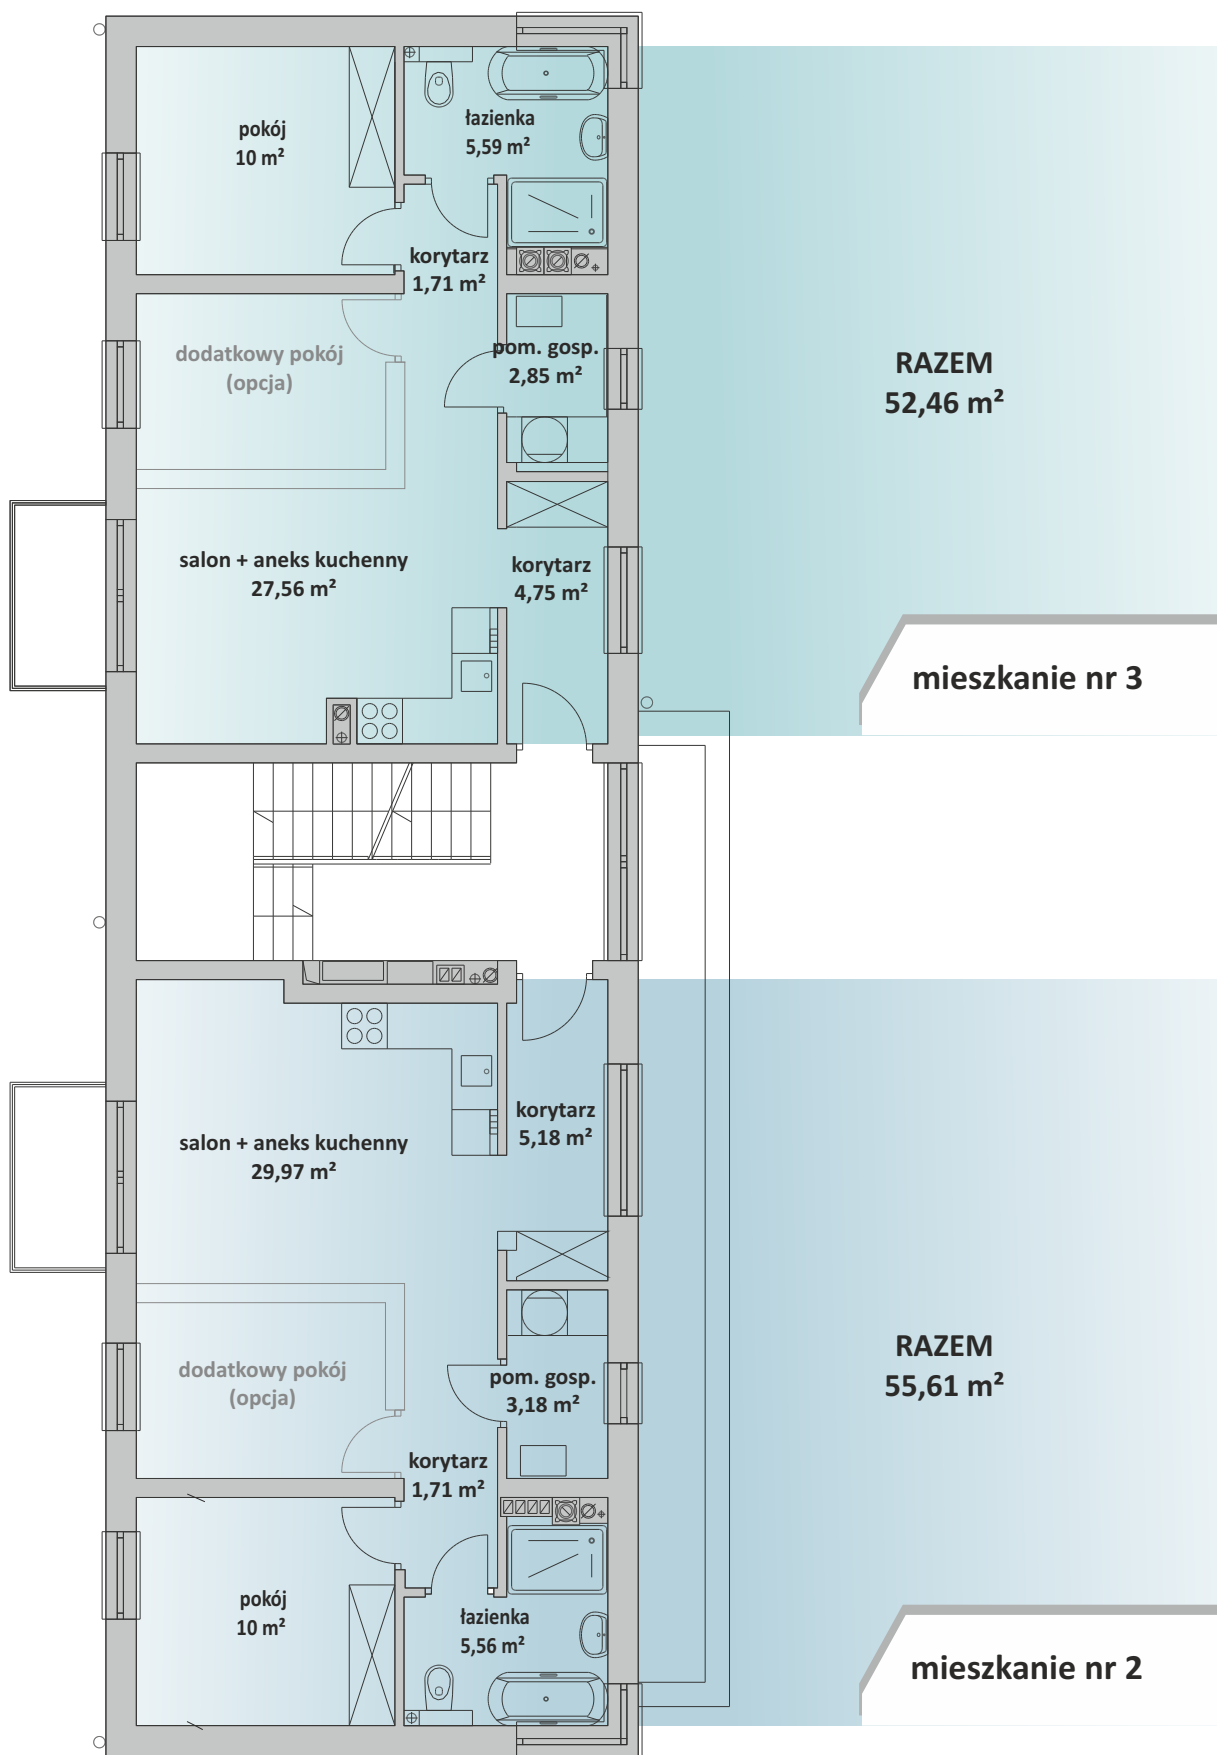 pokój
10 m²
łazienka
5,59 m²
korytarz
1,71 m²
dodatkowy pokój
(opcja)
pom. gosp.
2,85 m²
RAZEM
52,46 m²
salon + aneks kuchenny
27,56 m²
korytarz
4,75 m²
mieszkanie nr 3
salon + aneks kuchenny
29,97 m²
korytarz
5,18 m²
dodatkowy pokój
(opcja)
pom. gosp.
3,18 m²
RAZEM
55,61 m²
korytarz
1,71 m²
pokój
10 m²
łazienka
5,56 m²
mieszkanie nr 2